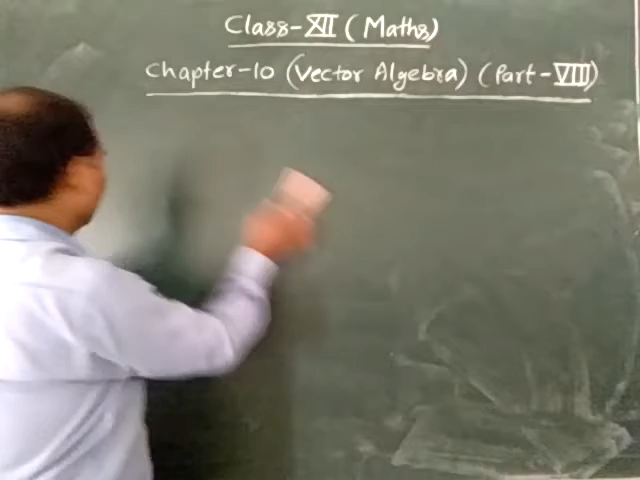 Class-XII (Maths)
Chapter-10 (Vector Algebra) (Part-VIII)